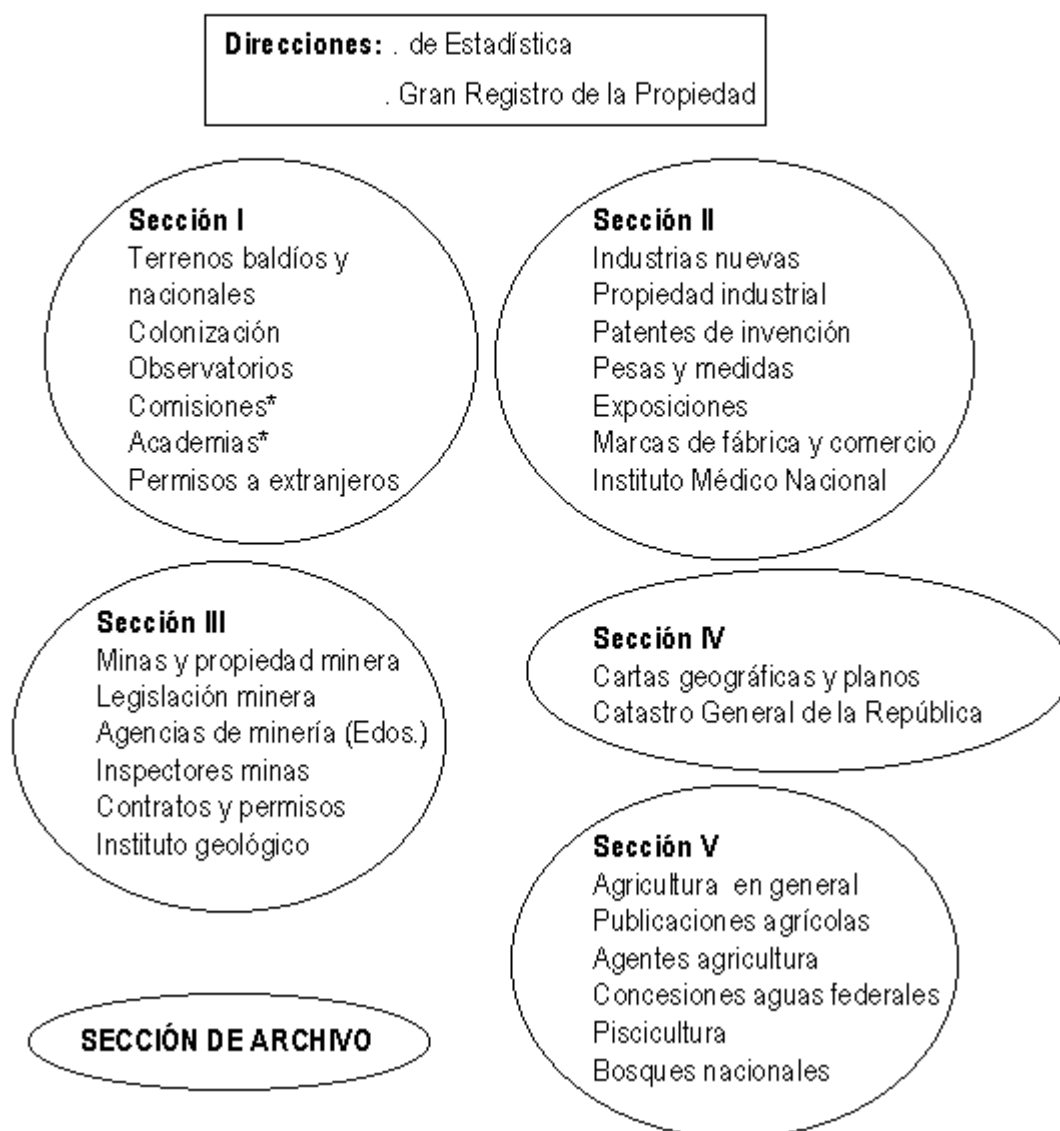 Direcciones: . de Estadística
. Gran Registro de la Propiedad
Sección I
Terrenos baldíos y
nacionales
Colonización
Observatorios
Comisiones*
Academias*
Permisos a extranjeros
Sección II
Industrias nuevas
Propiedad industrial
Patentes de invención
Pesas y medidas
Exposiciones
Marcas de fábrica y comercio
Instituto Médico Nacional
Sección III
Minas y propiedad minera
Legislación minera
Agencias de minería (Edos.)
Inspectores minas
Contratos y permisos
Instituto geológico
Sección IV
Cartas geográficas y planos
Catastro General de la República
Sección V
Agricultura en general
Publicaciones agrícolas
Agentes agricultura
Concesiones aguas federales
Piscicultura
Bosques nacionales
SECCIÓN DE ARCHIVO